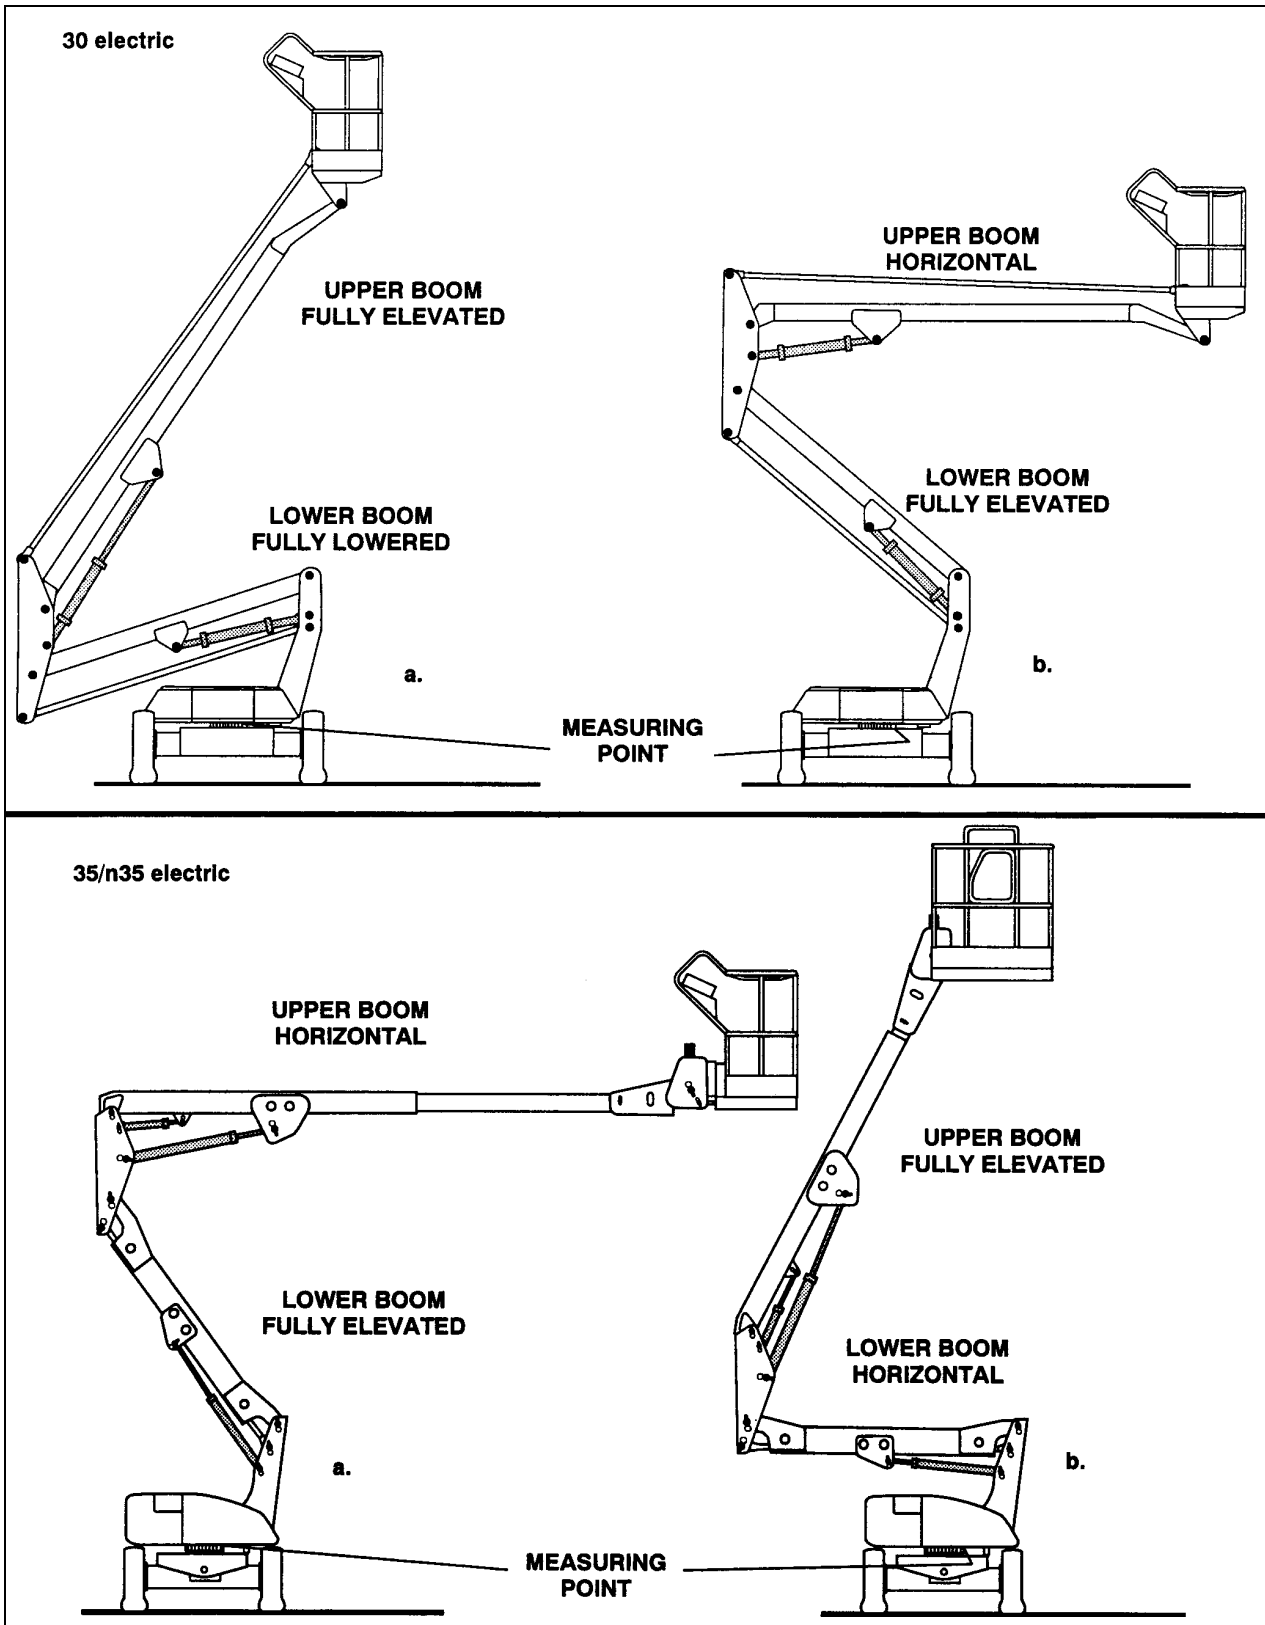 30 electric
UPPER BOOM
HORIZONTAL
UPPER BOOM
FULLY ELEVATED
LOWER BOOM
FULLY ELEVATED
LOWER BOOM
FULLY LOWERED
a.
b.
MEASURING
POINT
35/n35 electric
UPPER BOOM
HORIZONTAL
UPPER BOOM
FULLY ELEVATED
LOWER BOOM
FULLY ELEVATED
LOWER BOOM
HORIZONTAL
a.
b.
MEASURING
POINT